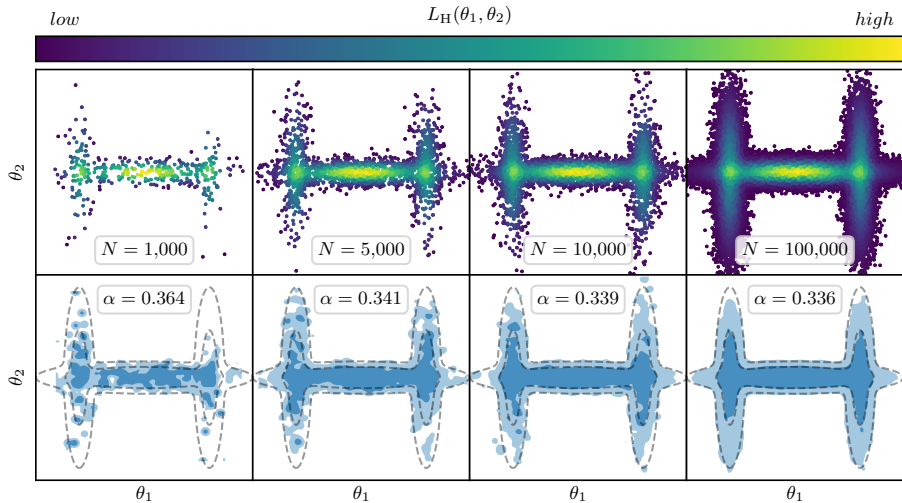 low L_H(θ₁, θ₂) high
θ₂
N = 1,000 N = 5,000 N = 10,000 N = 100,000
α = 0.364 α = 0.341 α = 0.339 α = 0.336
θ₂
θ₁ θ₁ θ₁ θ₁